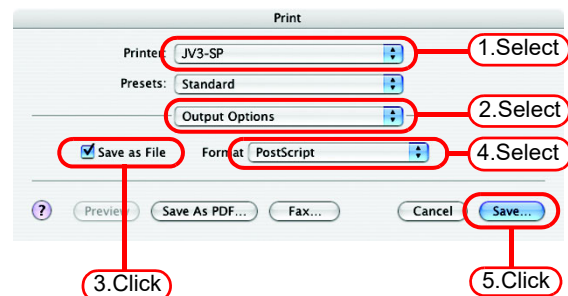 Print
Printer: JV3-SP
1.Select
Presets: Standard
Output Options
2.Select
Save as File Format PostScript
4.Select
? Preview Save As PDF... Fax... Cancel Save...
3.Click
5.Click